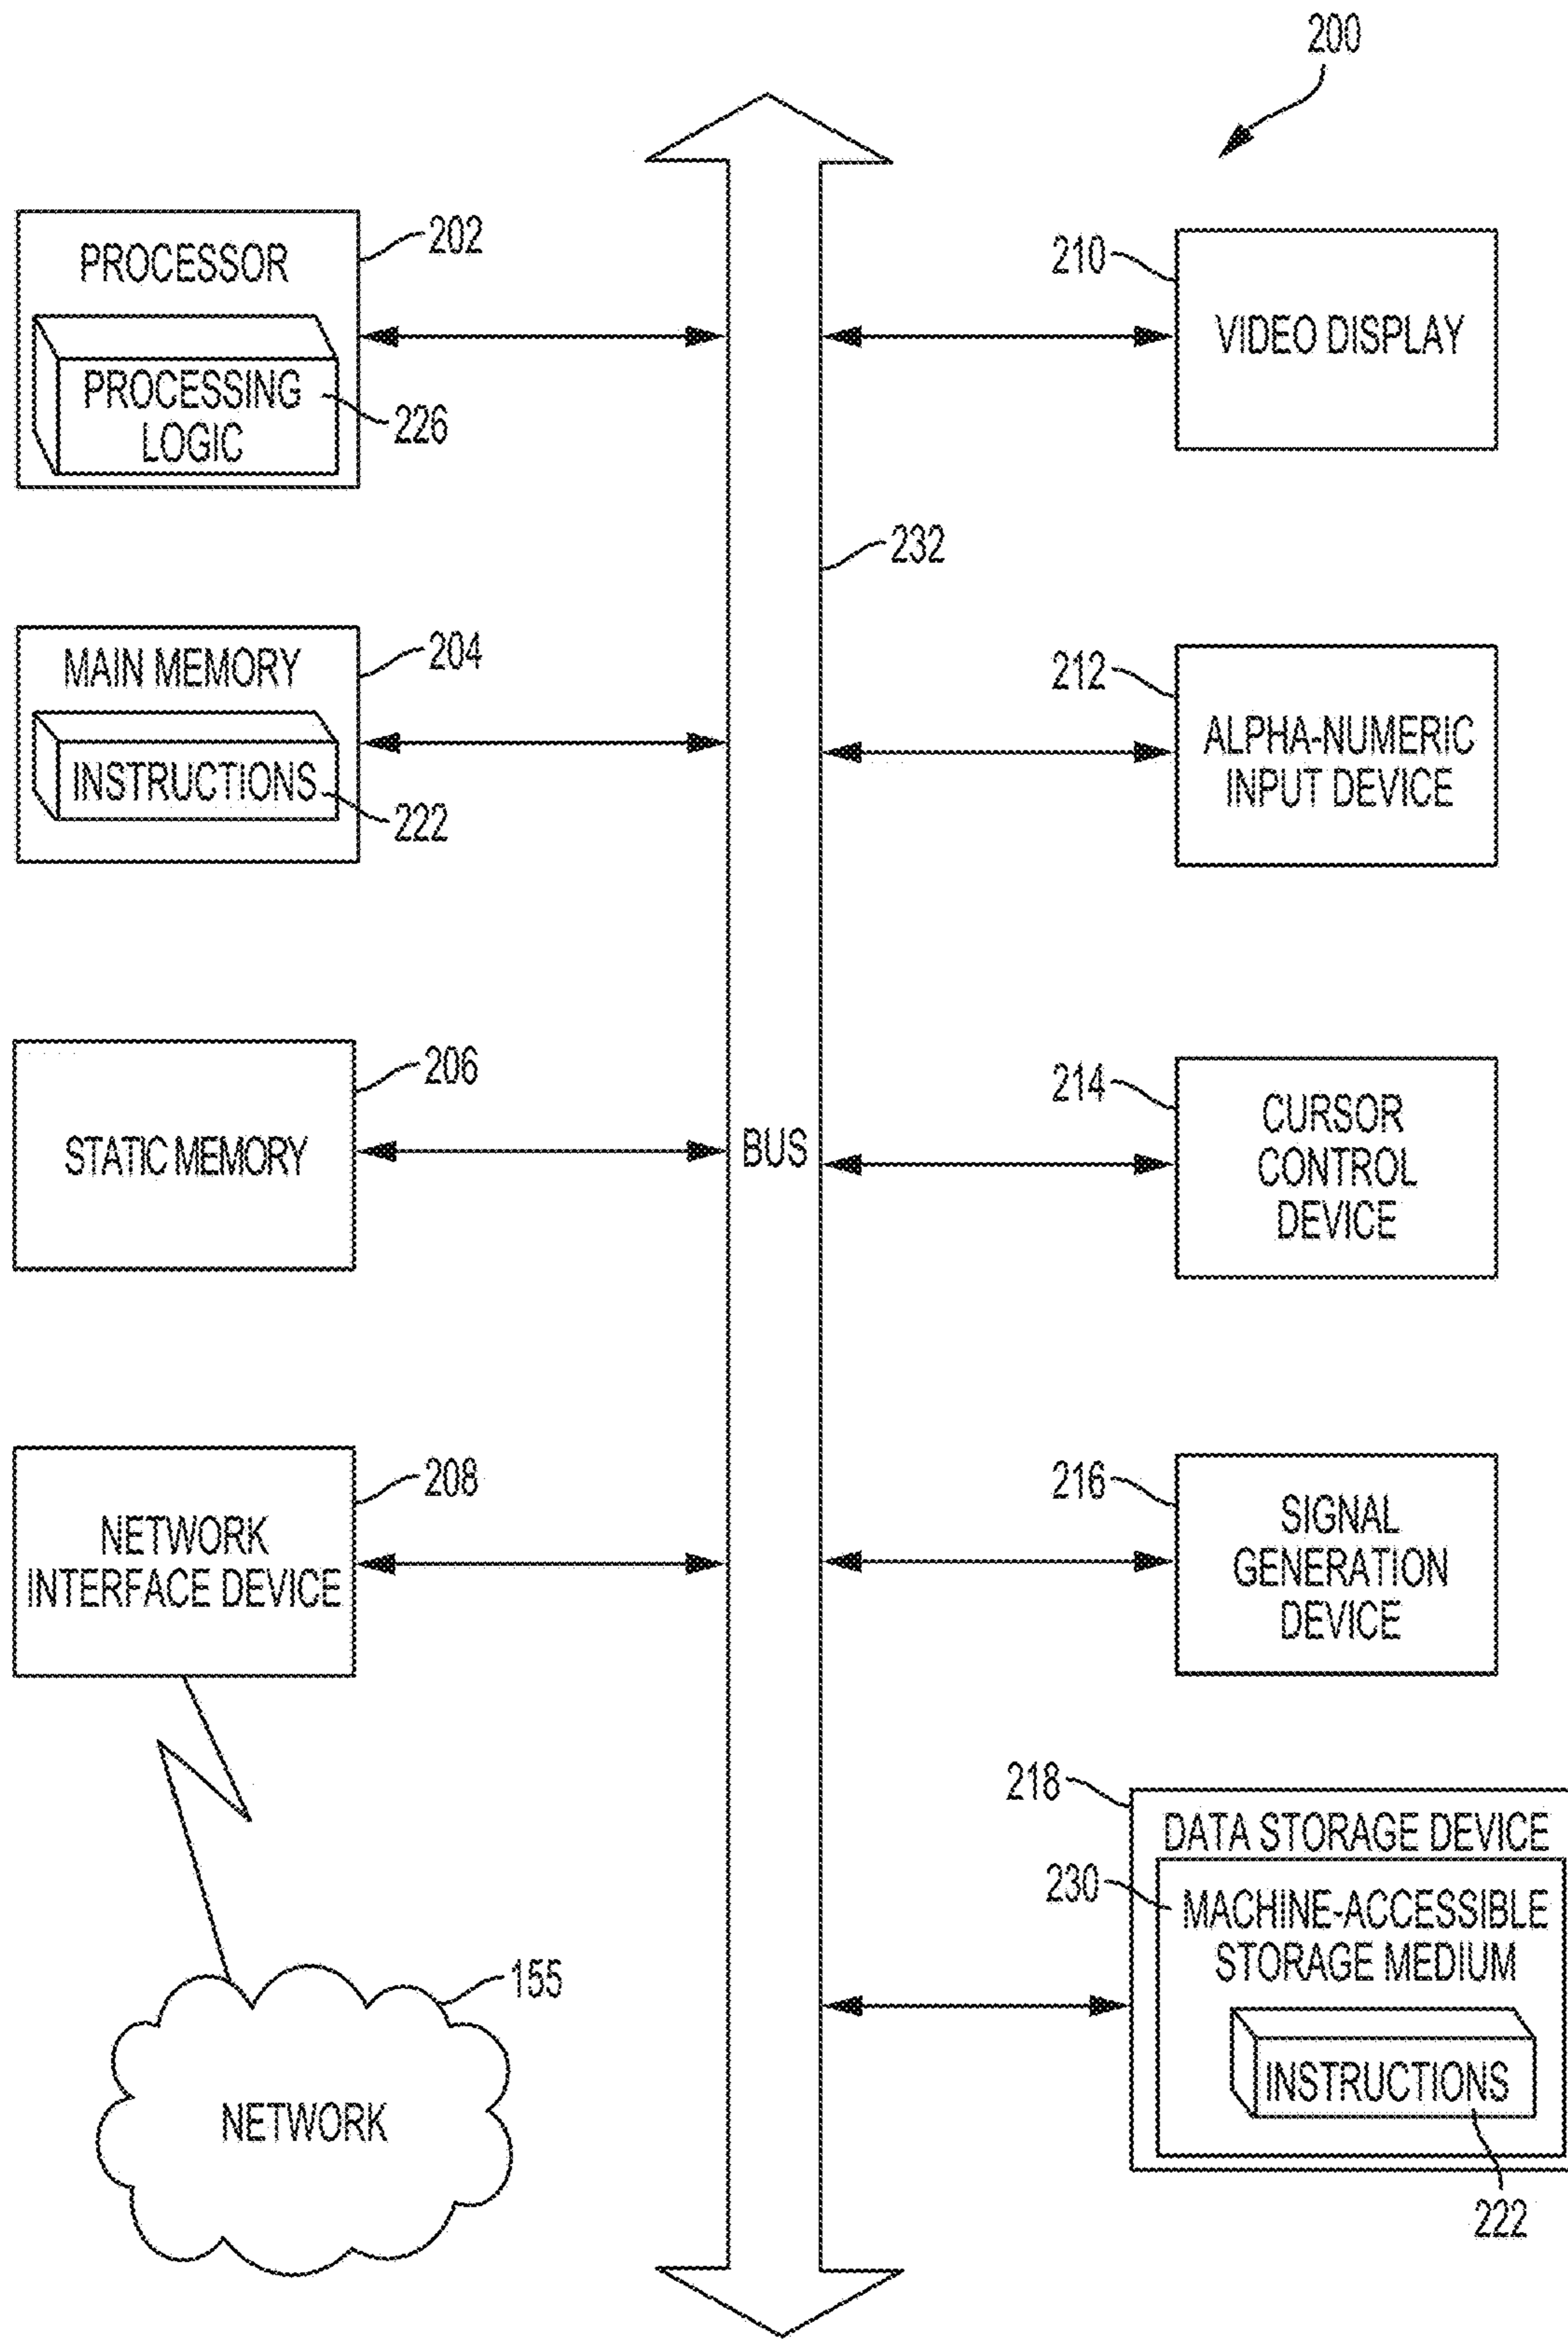 200
PROCESSOR
202
PROCESSING
LOGIC
226
210
VIDEO DISPLAY
232
MAIN MEMORY
204
INSTRUCTIONS
222
212
ALPHA-NUMERIC
INPUT DEVICE
206
STATIC MEMORY
BUS
214
CURSOR
CONTROL
DEVICE
208
NETWORK
INTERFACE DEVICE
216
SIGNAL
GENERATION
DEVICE
218
DATA STORAGE DEVICE
230
MACHINE-ACCESSIBLE
STORAGE MEDIUM
INSTRUCTIONS
222
155
NETWORK